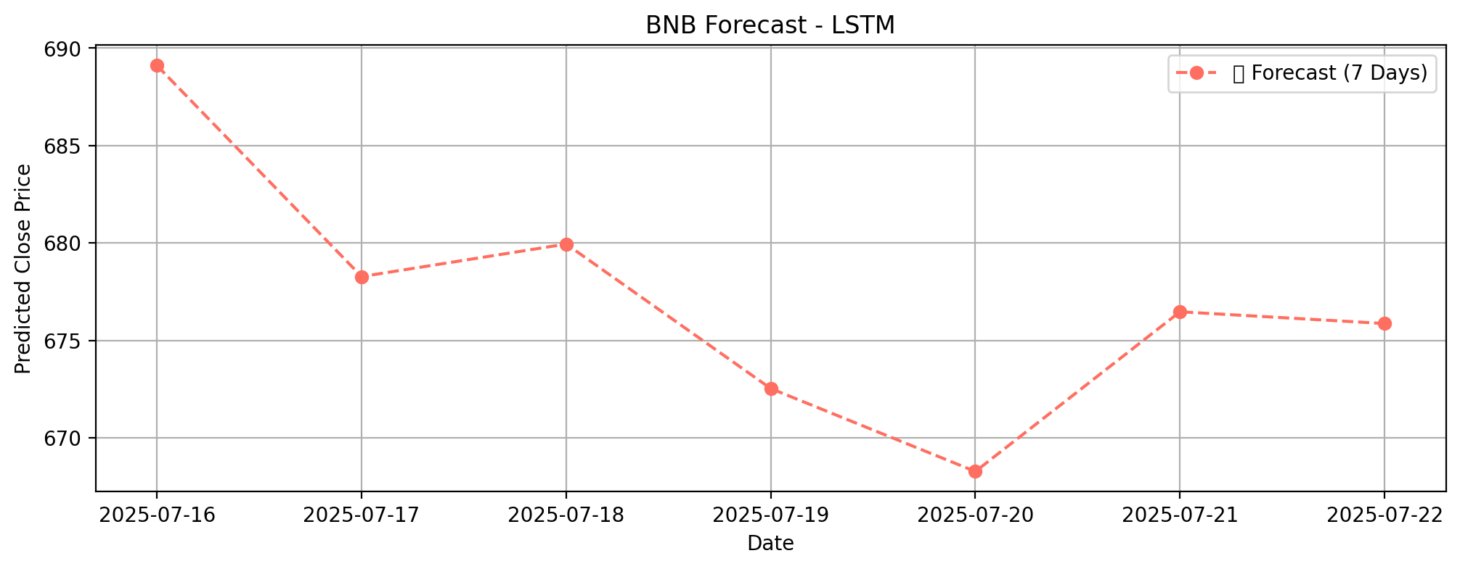 BNB Forecast - LSTM
▯ Forecast (7 Days)
Predicted Close Price
690
685
680
675
670
2025-07-16 2025-07-17 2025-07-18 2025-07-19 2025-07-20 2025-07-21 2025-07-22
Date